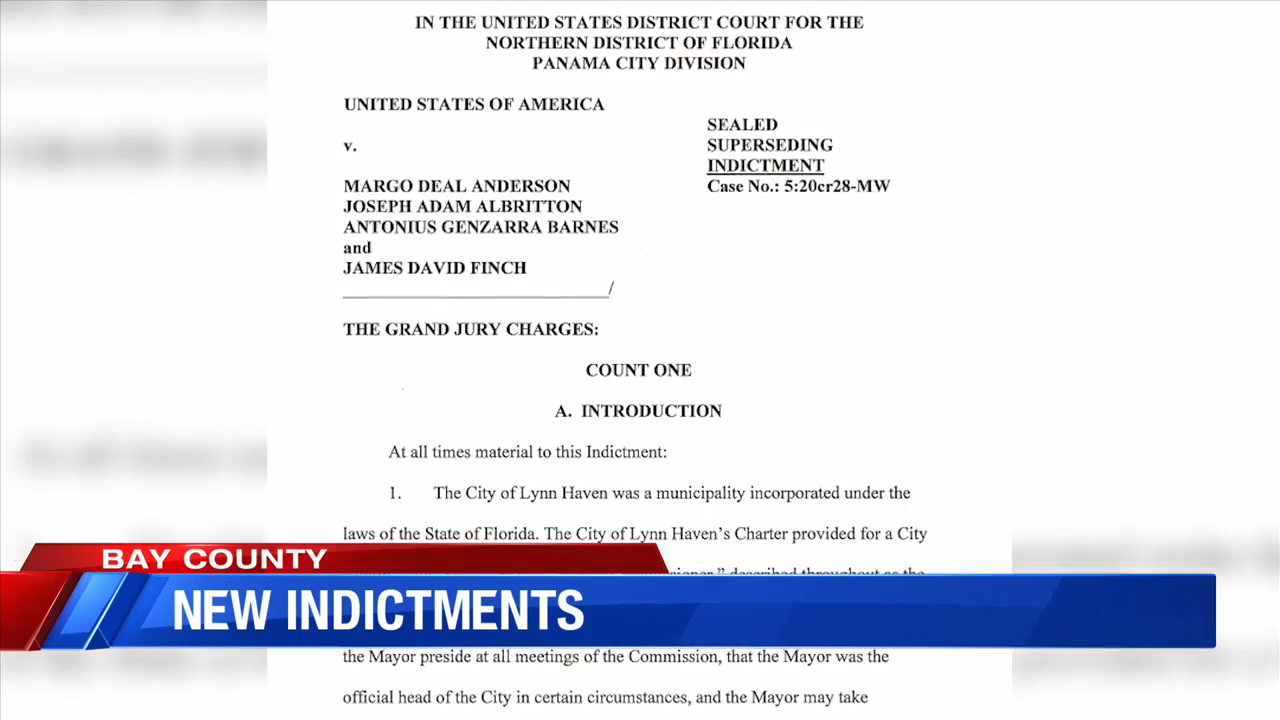 IN THE UNITED STATES DISTRICT COURT FOR THE
NORTHERN DISTRICT OF FLORIDA
PANAMA CITY DIVISION
UNITED STATES OF AMERICA
v.
MARGO DEAL ANDERSON
JOSEPH ADAM ALBRITTON
ANTONIUS GENZARRA BARNES
and
JAMES DAVID FINCH
/
SEALED
SUPERSEDING
INDICTMENT
Case No.: 5:20cr28-MW
THE GRAND JURY CHARGES:
COUNT ONE
A. INTRODUCTION
At all times material to this Indictment:
1. The City of Lynn Haven was a municipality incorporated under the
laws of the State of Florida. The City of Lynn Haven's Charter provided for a City
BAY COUNTY
NEW INDICTMENTS
the Mayor preside at all meetings of the Commission, that the Mayor was the
official head of the City in certain circumstances, and the Mayor may take